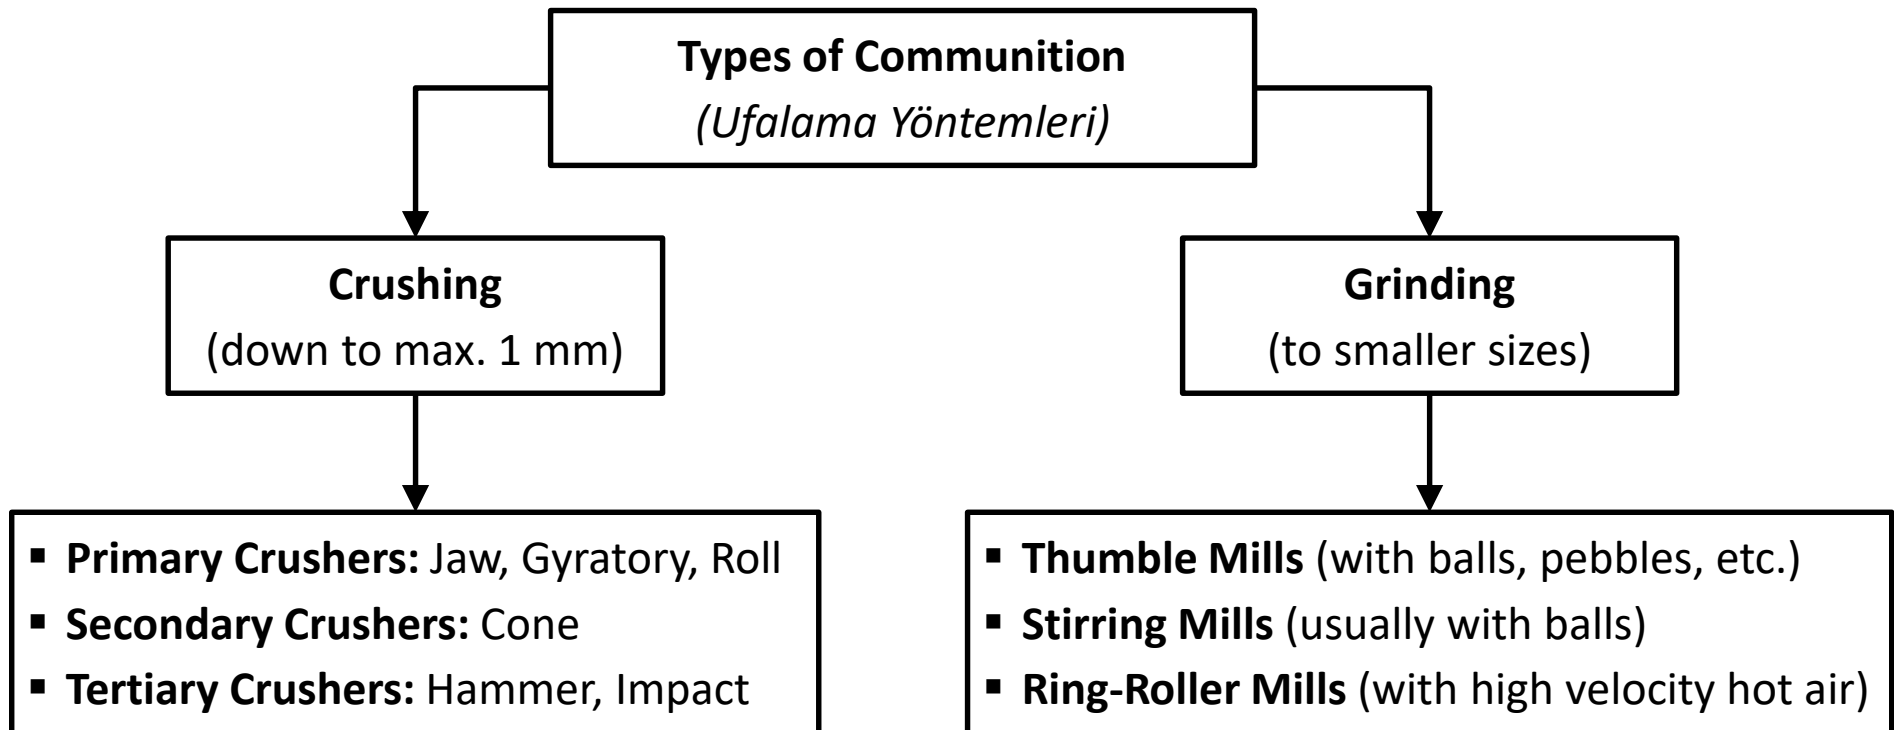 Types of Communition
(Ufalama Yöntemleri)
Crushing
(down to max. 1 mm)
Grinding
(to smaller sizes)
▪ Primary Crushers: Jaw, Gyratory, Roll
▪ Secondary Crushers: Cone
▪ Tertiary Crushers: Hammer, Impact
▪ Thumble Mills (with balls, pebbles, etc.)
▪ Stirring Mills (usually with balls)
▪ Ring-Roller Mills (with high velocity hot air)